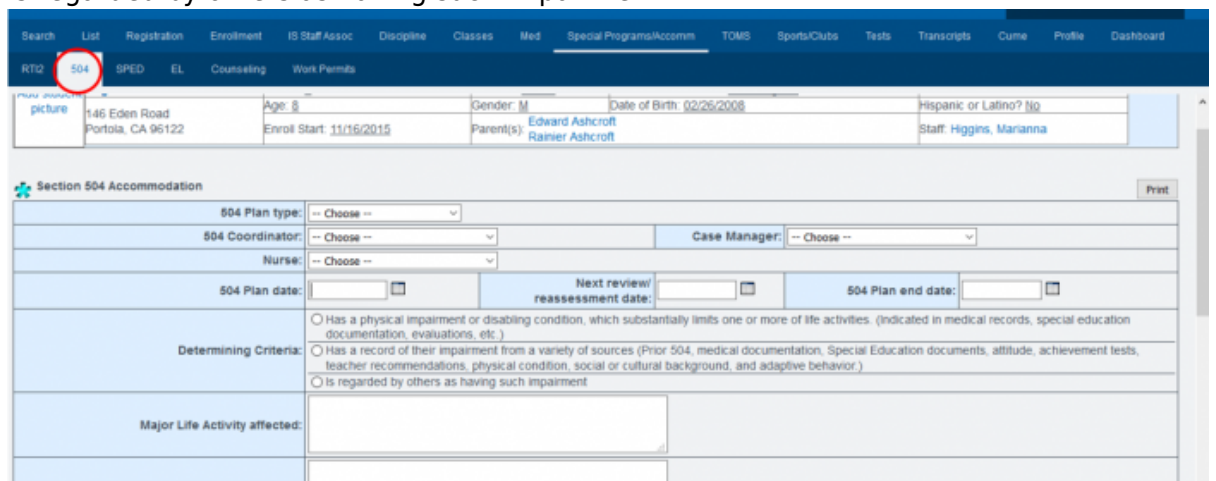 Search List Registration Enrollment IS Staff Assoc Discipline Classes Med Special Programs/Accomm TOMS Sports/Clubs Tests Transcripts Cume Profile Dashboard
RTI2 504 SPED EL Counseling Work Permits
picture
146 Eden Road
Portola, CA 96122
Age: 8 Gender: M Date of Birth: 02/26/2008 Hispanic or Latino? No
Enroll Start: 11/16/2015 Parent(s): Edward Ashcroft
Rainier Ashcroft
Staff: Higgins, Marianna
Section 504 Accommodation Print
504 Plan type: -- Choose --
504 Coordinator: -- Choose -- Case Manager: -- Choose --
Nurse: -- Choose --
504 Plan date: Next review/
reassessment date: 504 Plan end date:
Determining Criteria:
Has a physical impairment or disabling condition, which substantially limits one or more of life activities. (Indicated in medical records, special education
documentation, evaluations, etc.)
Has a record of their impairment from a variety of sources (Prior 504, medical documentation, Special Education documents, attitude, achievement tests,
teacher recommendations, physical condition, social or cultural background, and adaptive behavior.)
Is regarded by others as having such impairment
Major Life Activity affected: